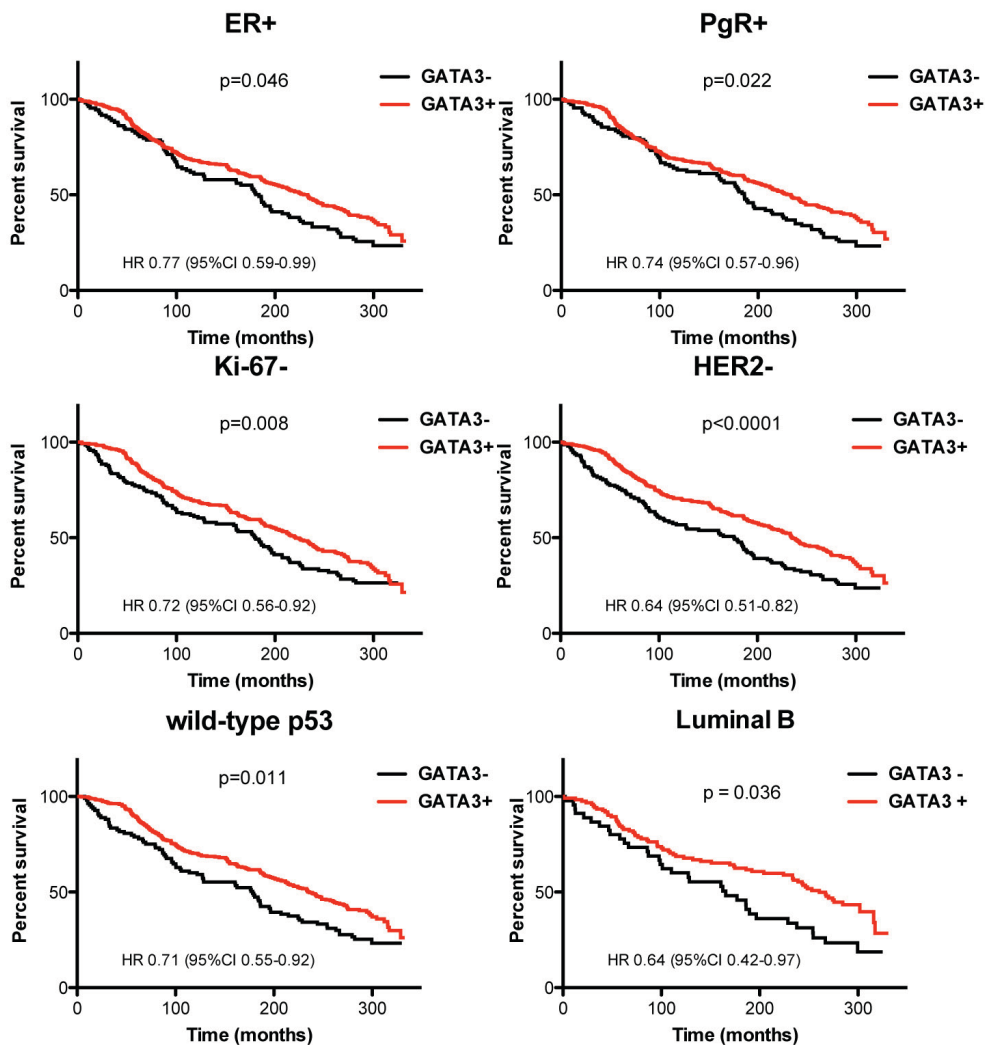 ER+
p=0.046
GATA3-
GATA3+
100
50
0
Percent survival
HR 0.77 (95%CI 0.59-0.99)
0
100
200
300
Time (months)
PgR+
p=0.022
GATA3-
GATA3+
100
50
0
Percent survival
HR 0.74 (95%CI 0.57-0.96)
0
100
200
300
Time (months)
Ki-67-
p=0.008
GATA3-
GATA3+
100
50
0
Percent survival
HR 0.72 (95%CI 0.56-0.92)
0
100
200
300
Time (months)
HER2-
p<0.0001
GATA3-
GATA3+
100
50
0
Percent survival
HR 0.64 (95%CI 0.51-0.82)
0
100
200
300
Time (months)
wild-type p53
p=0.011
GATA3-
GATA3+
100
50
0
Percent survival
HR 0.71 (95%CI 0.55-0.92)
0
100
200
300
Time (months)
Luminal B
p = 0.036
GATA3 -
GATA3 +
100
50
0
Percent survival
HR 0.64 (95%CI 0.42-0.97)
0
100
200
300
Time (months)